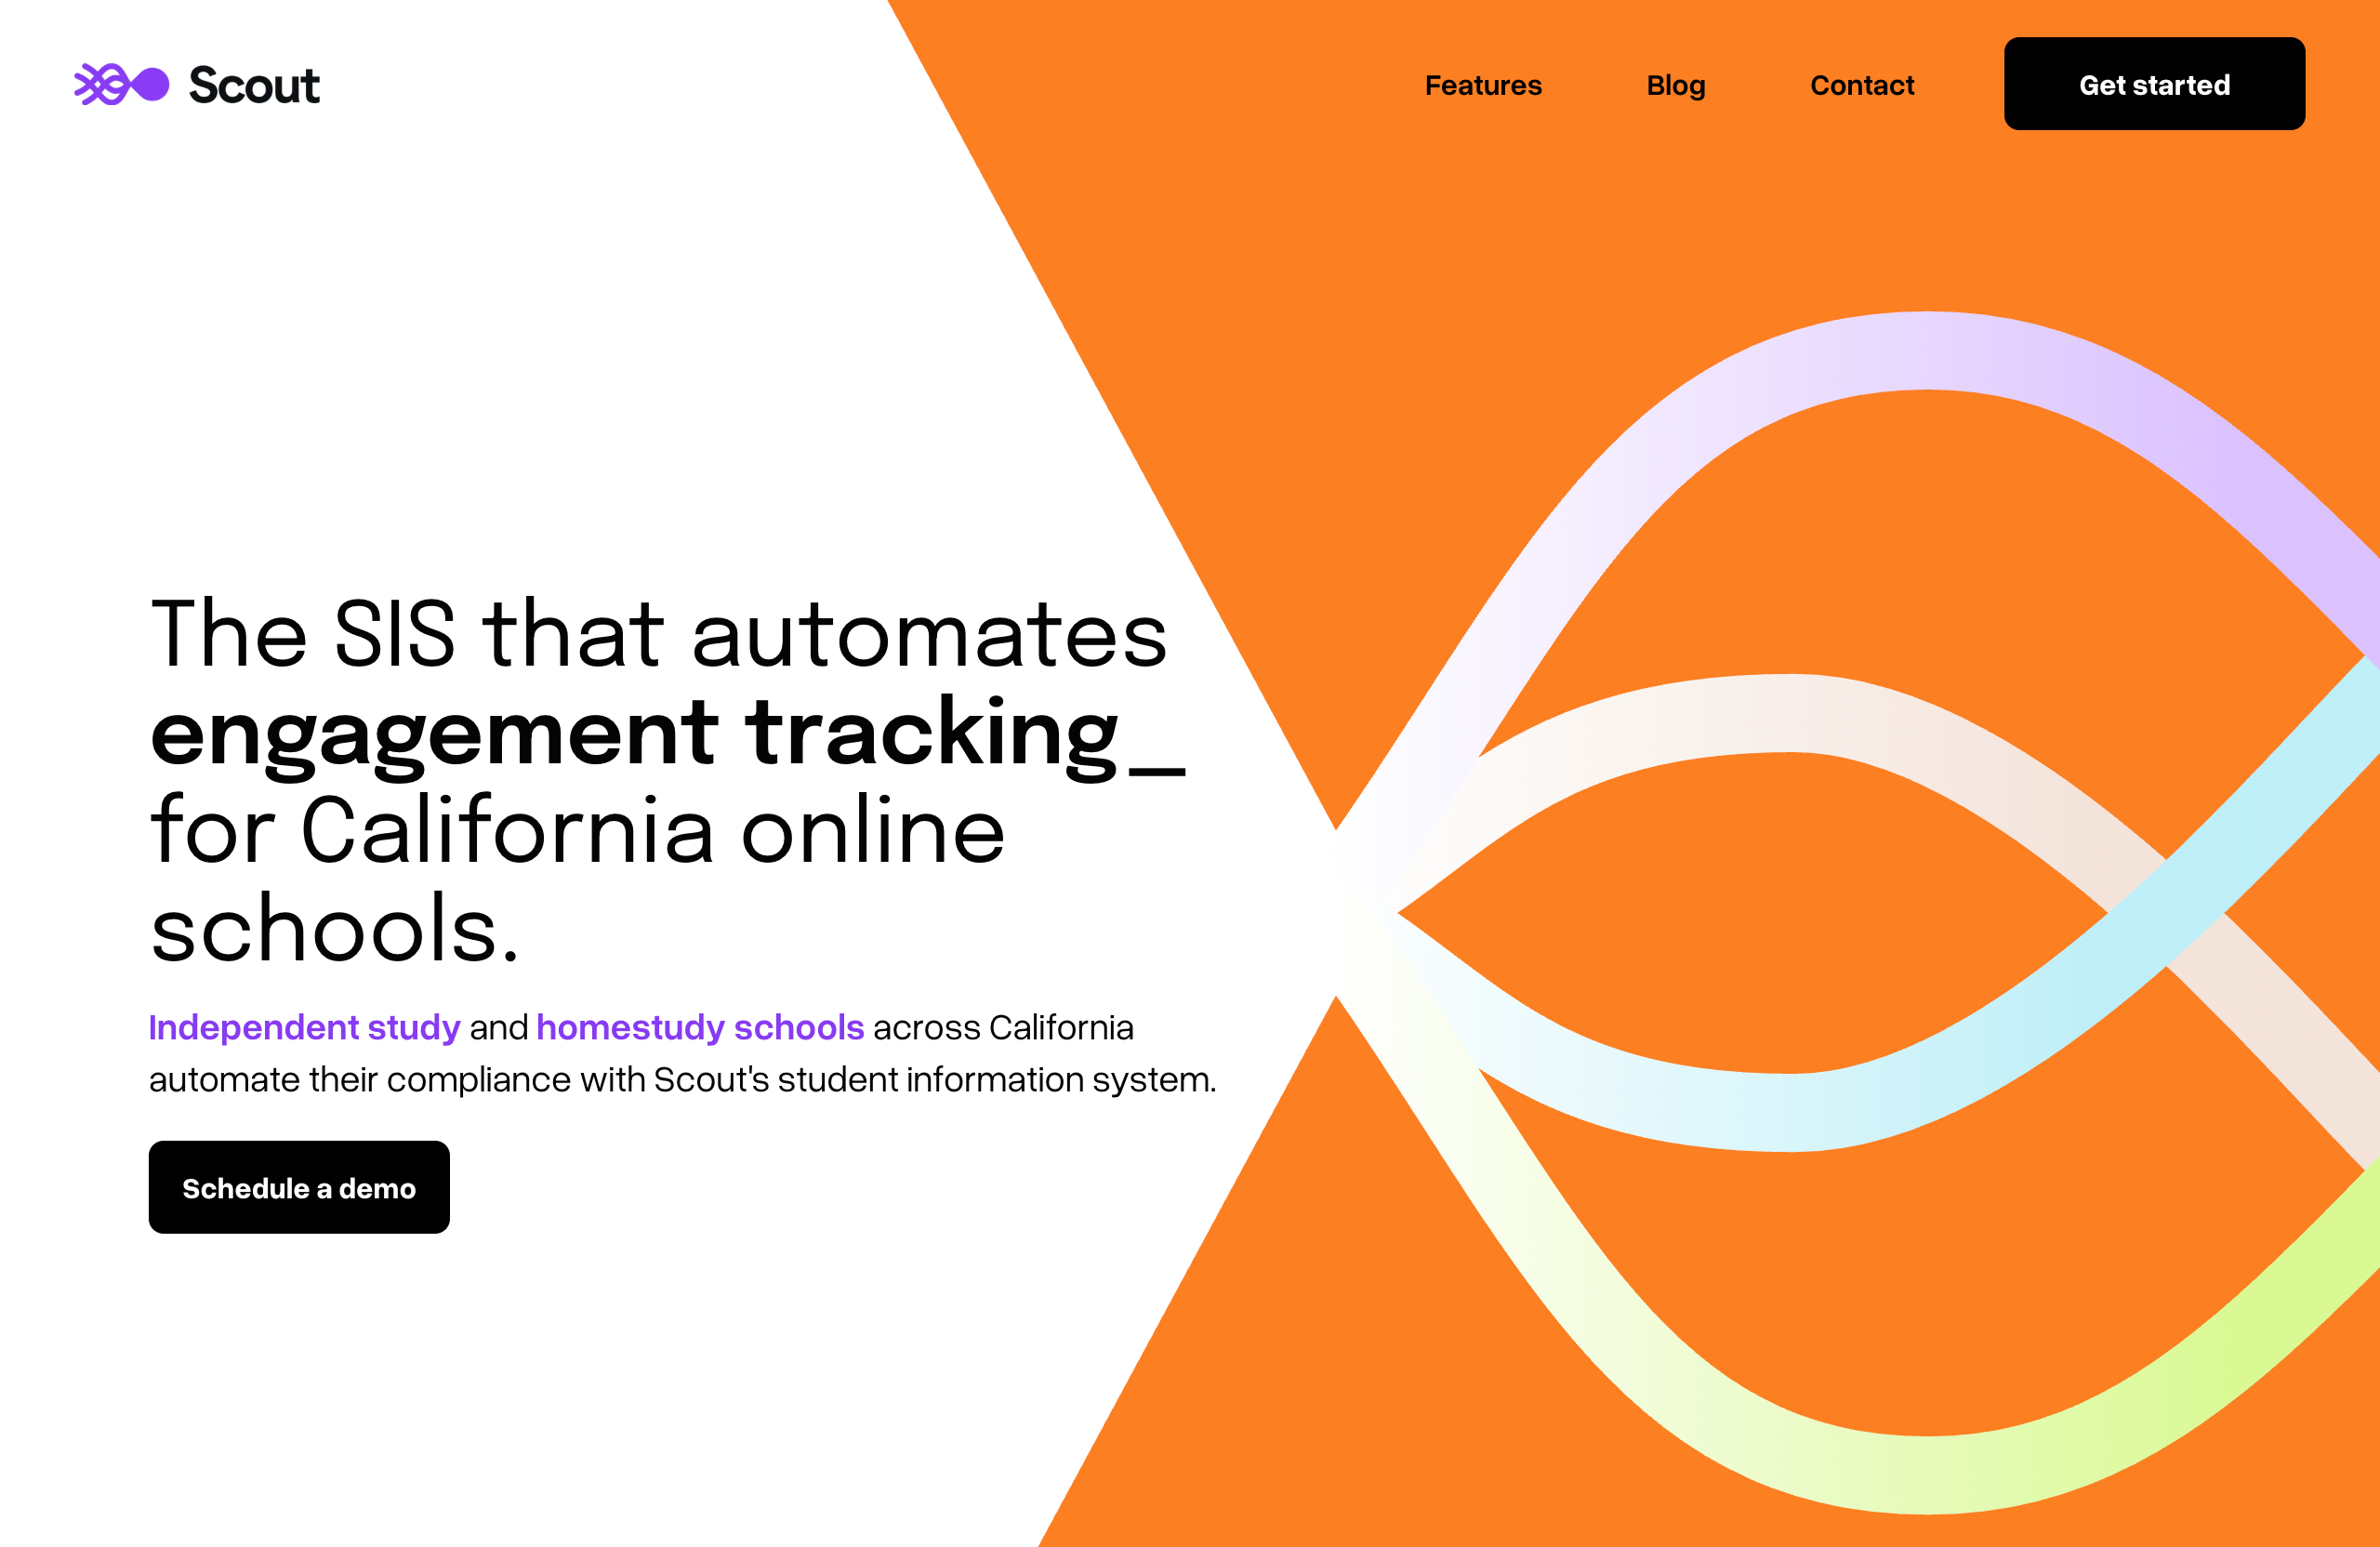 Scout
Features
Blog
Contact
Get started
The SIS that automates
engagement tracking_
for California online
schools.
Independent study and homestudy schools across California
automate their compliance with Scout's student information system.
Schedule a demo